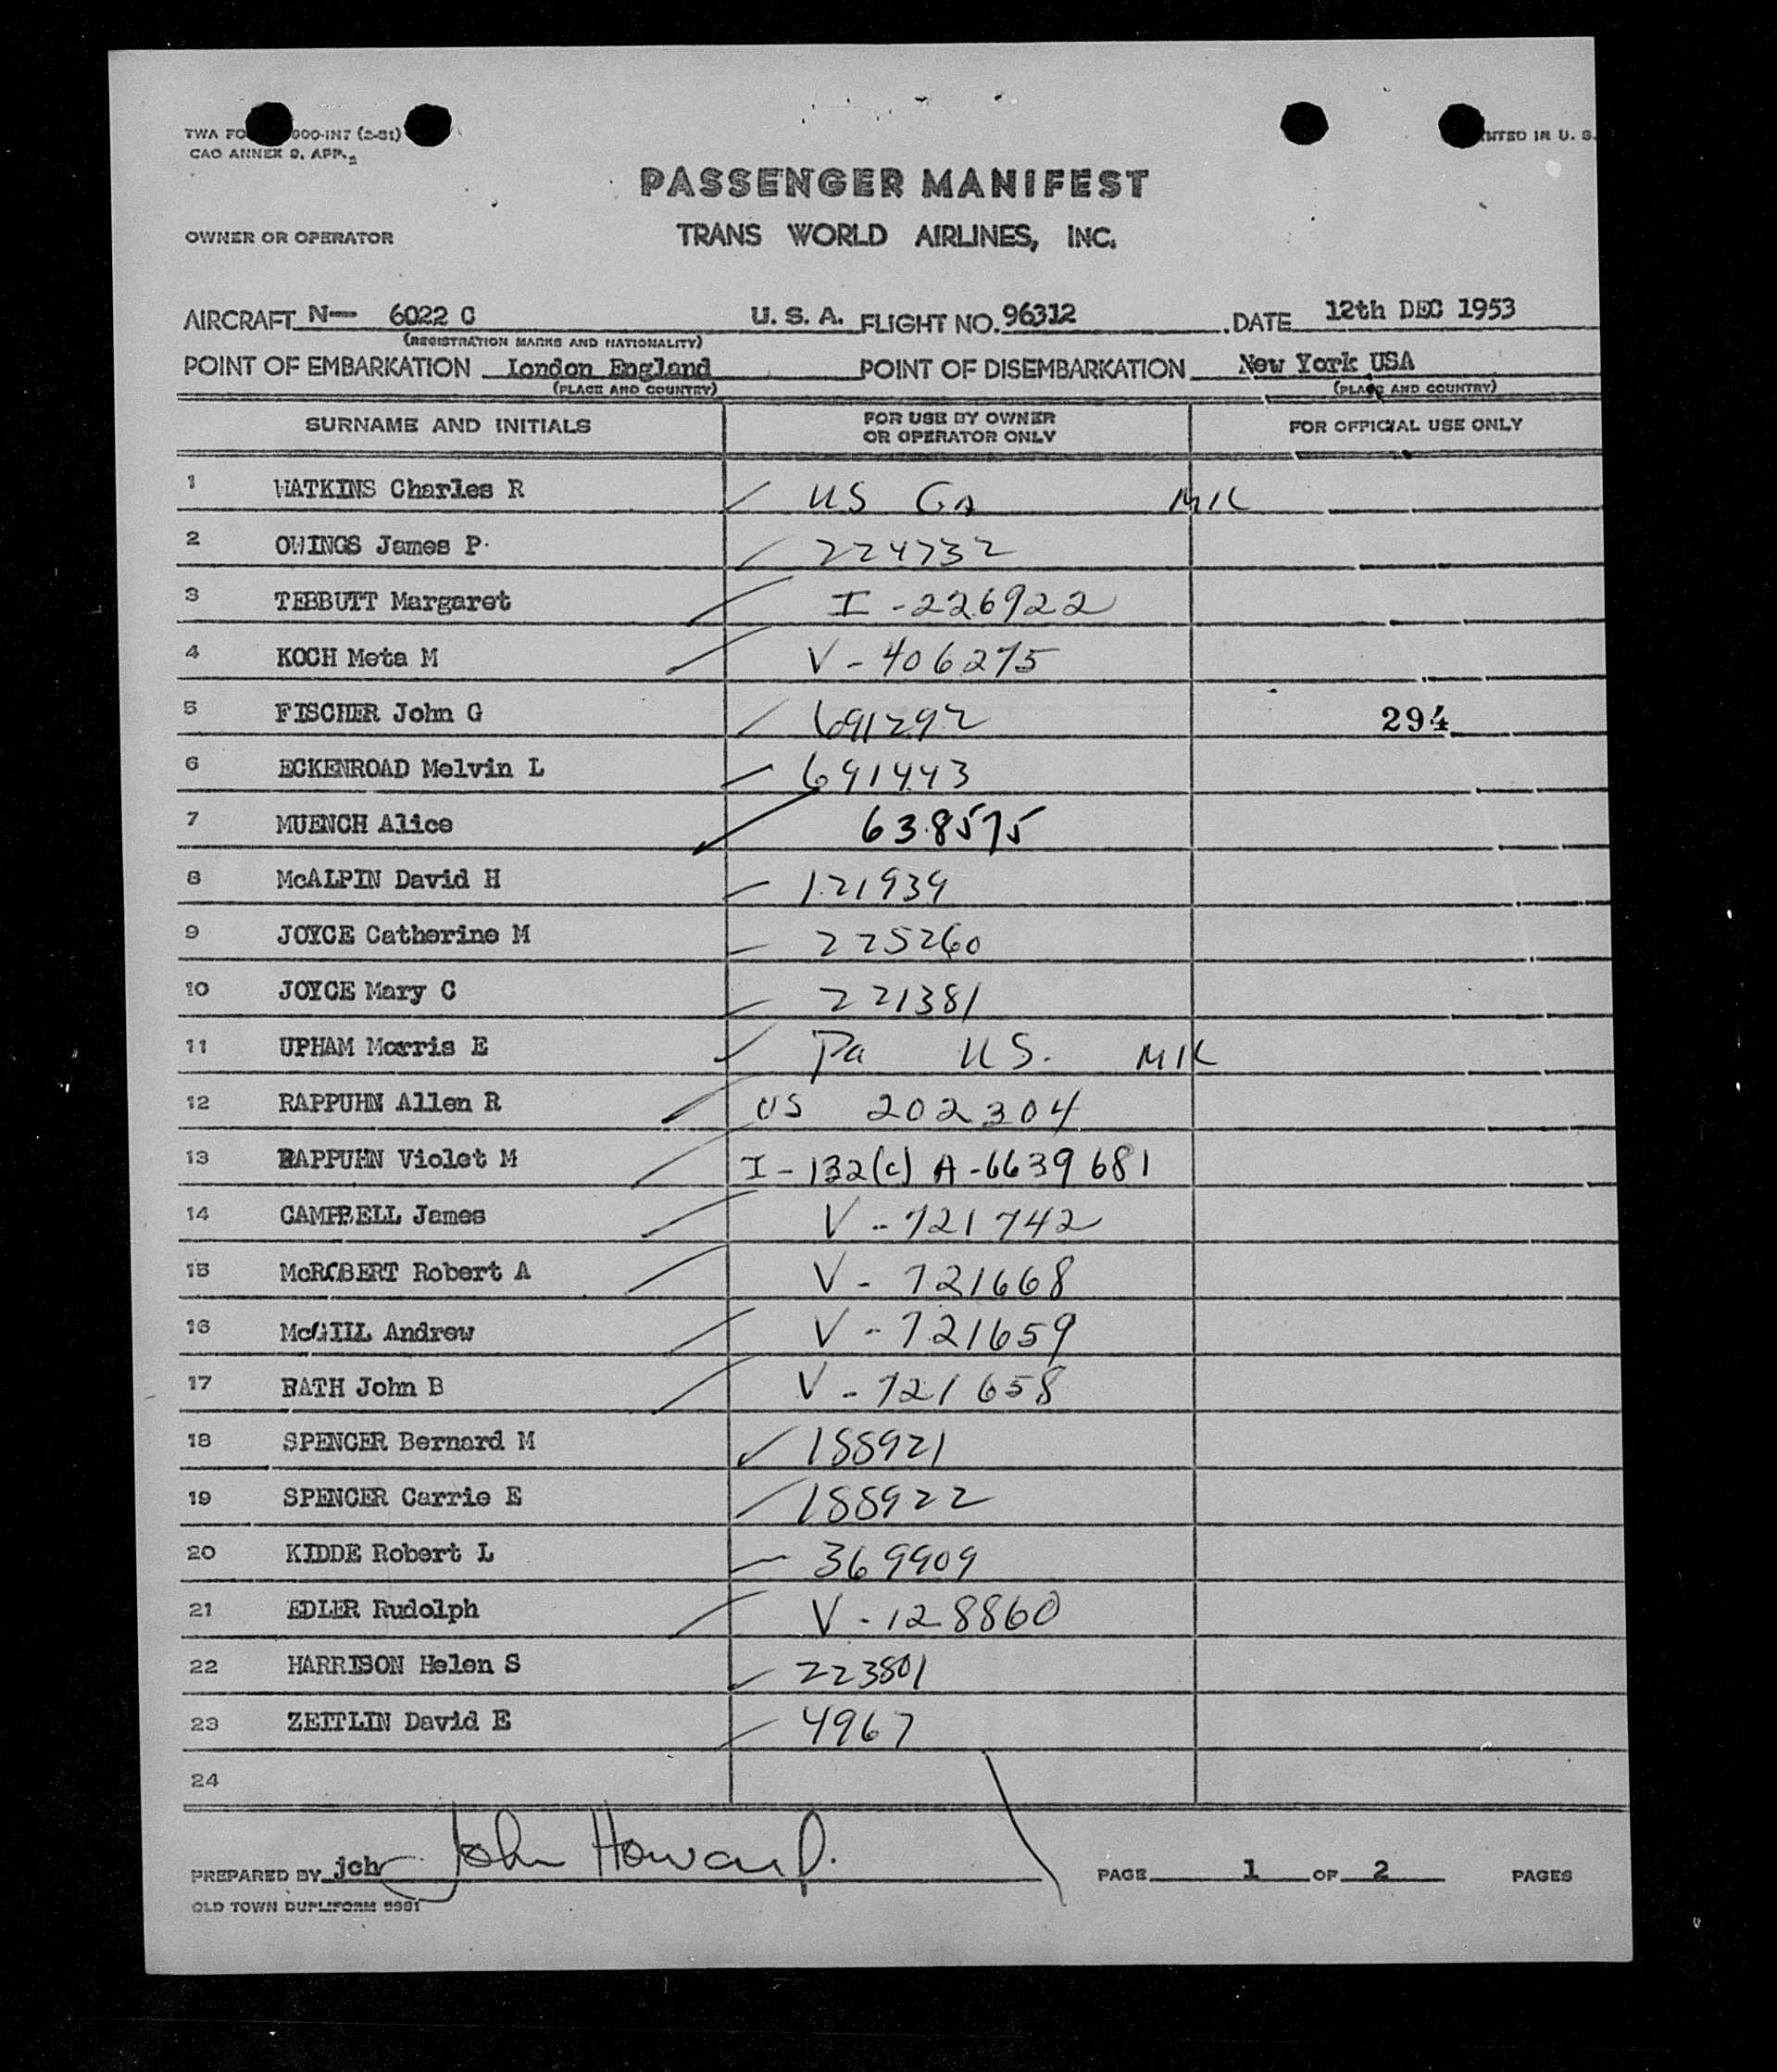 TWA FO 000-INT (2-51)
CAO ANNEX 9. APP. 2
NTED IN U. S.
PASSENGER MANIFEST
OWNER OR OPERATOR TRANS WORLD AIRLINES, INC.
AIRCRAFT N— 6022 C U. S. A. FLIGHT NO. 96312 DATE 12th DEC 1953
(REGISTRATION MARKS AND NATIONALITY)
POINT OF EMBARKATION London England POINT OF DISEMBARKATION New York USA
(PLACE AND COUNTRY) (PLACE AND COUNTRY)
SURNAME AND INITIALS FOR USE BY OWNER OR OPERATOR ONLY FOR OFFICIAL USE ONLY
1 WATKINS Charles R US GA MIL
2 OWINGS James P. 224732
3 TEBBUTT Margaret I-226922
4 KOCH Meta M V-406275
5 FISCHER John G 691292 294
6 ECKENROAD Melvin L 691443
7 MUENCH Alice 638575
8 McALPIN David H 121939
9 JOYCE Catherine M 225260
10 JOYCE Mary C 221381
11 UPHAM Morris E Pa US. MIL
12 RAPPUHN Allen R US 202304
13 RAPPUHN Violet M I-132(c) A-6639681
14 CAMPBELL James V-721742
15 McROBERT Robert A V-721668
16 McGILL Andrew V-721659
17 RATH John B V-721658
18 SPENCER Bernard M 188921
19 SPENCER Carrie E 188922
20 KIDDE Robert L 369909
21 EDLER Rudolph V-128860
22 HARRISON Helen S 223801
23 ZEITLIN David E 4967
24
PREPARED BY jch John Howard. PAGE 1 OF 2 PAGES
OLD TOWN DUPLIFORM 5981